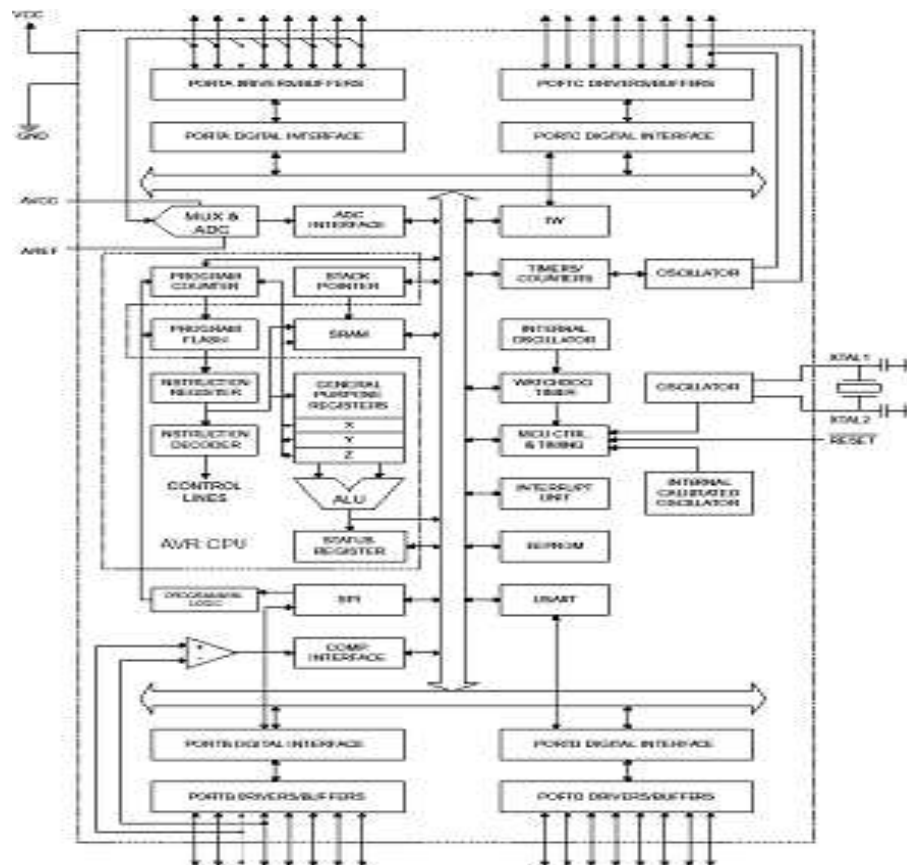 VCC
PORTA DRIVERS/BUFFERS
PORTC DRIVERS/BUFFERS
GND
PORTA DIGITAL INTERFACE
PORTC DIGITAL INTERFACE
AVCC
MUX &
ADC
ADC
INTERFACE
TWI
AREF
PROGRAM
COUNTER
STACK
POINTER
TIMERS/
COUNTERS
OSCILLATOR
PROGRAM
FLASH
SRAM
INTERNAL
OSCILLATOR
XTAL1
INSTRUCTION
REGISTER
GENERAL
PURPOSE
REGISTERS
WATCHDOG
TIMER
OSCILLATOR
X
XTAL2
INSTRUCTION
DECODER
Y
MCU CTRL.
& TIMING
RESET
Z
CONTROL
LINES
ALU
INTERRUPT
UNIT
INTERNAL
CALIBRATED
OSCILLATOR
AVR CPU
STATUS
REGISTER
EEPROM
PROGRAMMING
LOGIC
SPI
USART
+
-
COMP.
INTERFACE
PORTB DIGITAL INTERFACE
PORTD DIGITAL INTERFACE
PORTB DRIVERS/BUFFERS
PORTD DRIVERS/BUFFERS